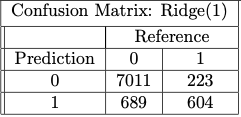 Confusion Matrix: Ridge(1)
Reference
Prediction 0 1
0 7011 223
1 689 604